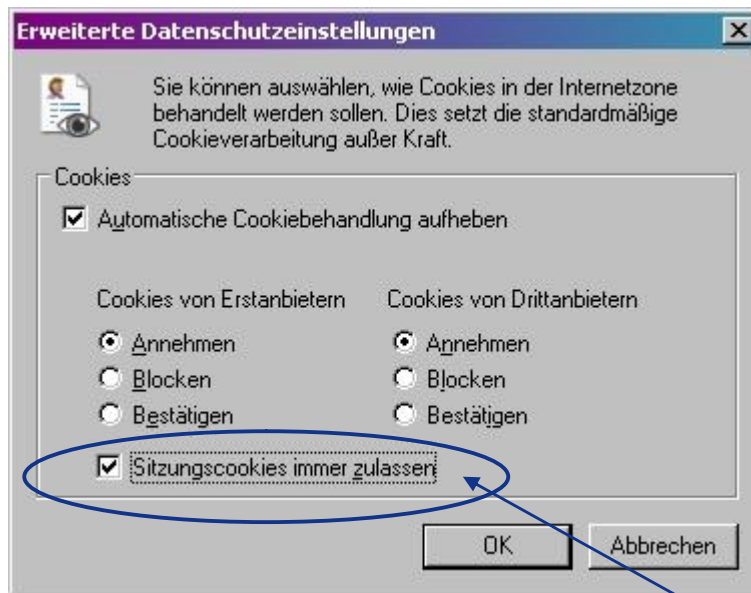 Erweiterte Datenschutzeinstellungen
Sie können auswählen, wie Cookies in der Internetzone
behandelt werden sollen. Dies setzt die standardmäßige
Cookieverarbeitung außer Kraft.
Cookies
Automatische Cookiebehandlung aufheben
Cookies von Erstanbietern
Cookies von Drittanbietern
Annehmen
Annehmen
Blocken
Blocken
Bestätigen
Bestätigen
Sitzungscookies immer zulassen
OK
Abbrechen